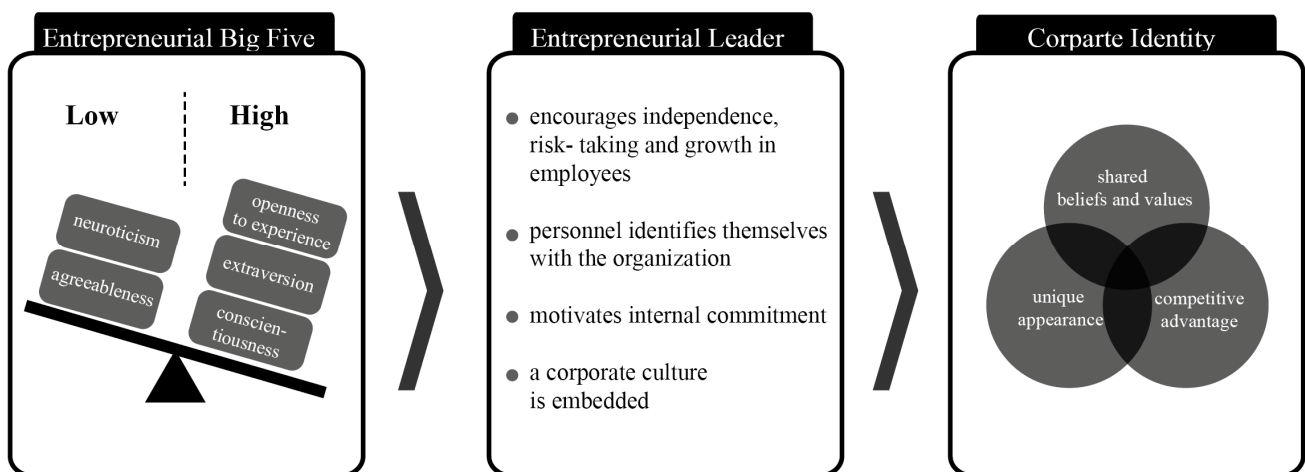 Entrepreneurial Big Five
Low
High
neuroticism
agreeableness
openness
to experience
extraversion
conscien-
tiousness
Entrepreneurial Leader
encourages independence,
risk- taking and growth in
employees
personnel identifies themselves
with the organization
motivates internal commitment
a corporate culture
is embedded
Corparte Identity
shared
beliefs and values
unique
appearance
competitive
advantage